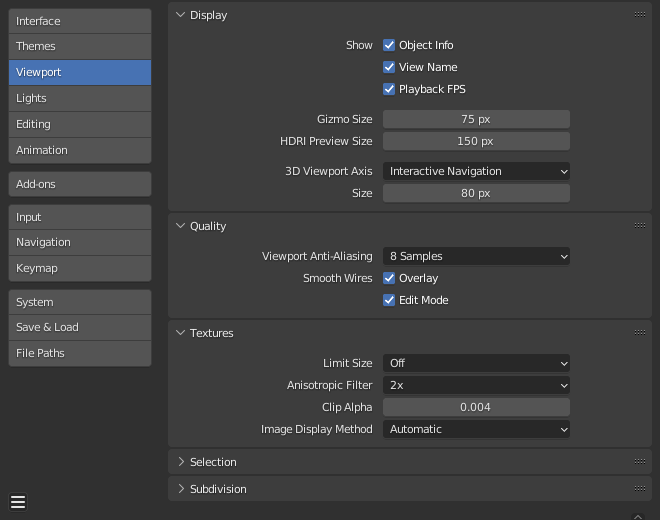 Interface
Themes
Viewport
Lights
Editing
Animation
Add-ons
Input
Navigation
Keymap
System
Save & Load
File Paths
Display
Show Object Info
View Name
Playback FPS
Gizmo Size 75 px
HDRI Preview Size 150 px
3D Viewport Axis Interactive Navigation
Size 80 px
Quality
Viewport Anti-Aliasing 8 Samples
Smooth Wires Overlay
Edit Mode
Textures
Limit Size Off
Anisotropic Filter 2x
Clip Alpha 0.004
Image Display Method Automatic
Selection
Subdivision